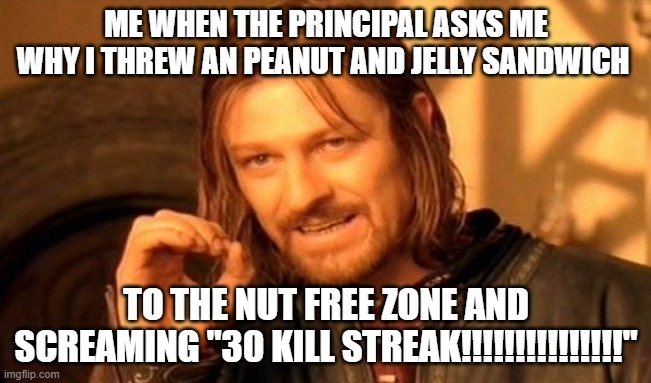 ME WHEN THE PRINCIPAL ASKS ME
WHY I THREW AN PEANUT AND JELLY SANDWICH
TO THE NUT FREE ZONE AND
SCREAMING "30 KILL STREAK!!!!!!!!!!!!!!!"
imgflip.com